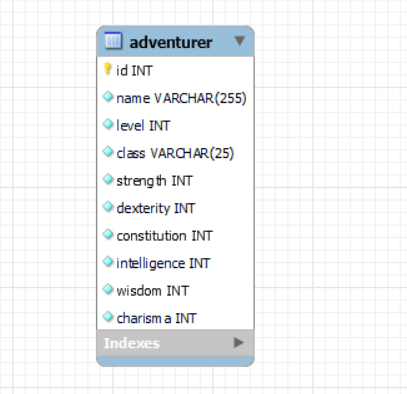 adventurer
id INT
name VARCHAR(255)
level INT
class VARCHAR(25)
strength INT
dexterity INT
constitution INT
intelligence INT
wisdom INT
charisma INT
Indexes